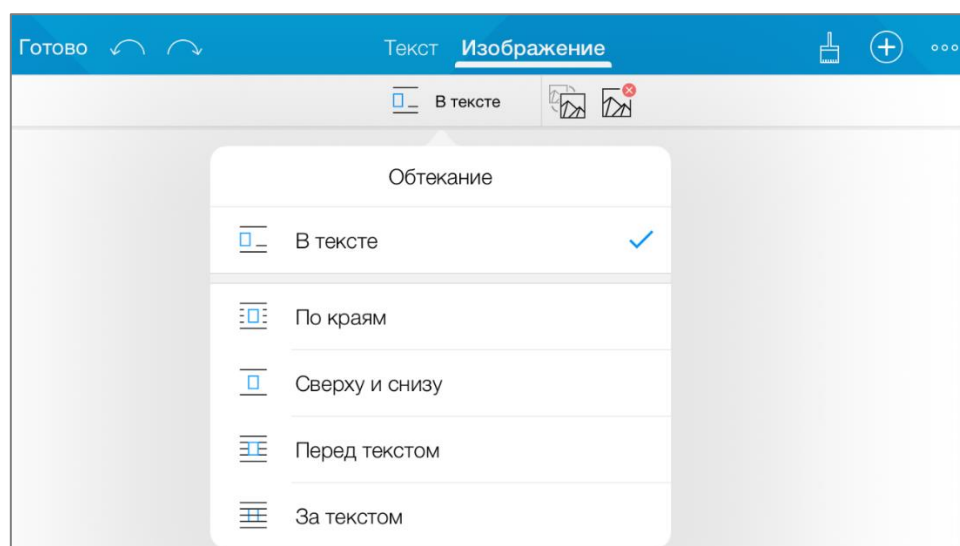 Готово Текст Изображение
В тексте
Обтекание
В тексте
По краям
Сверху и снизу
Перед текстом
За текстом